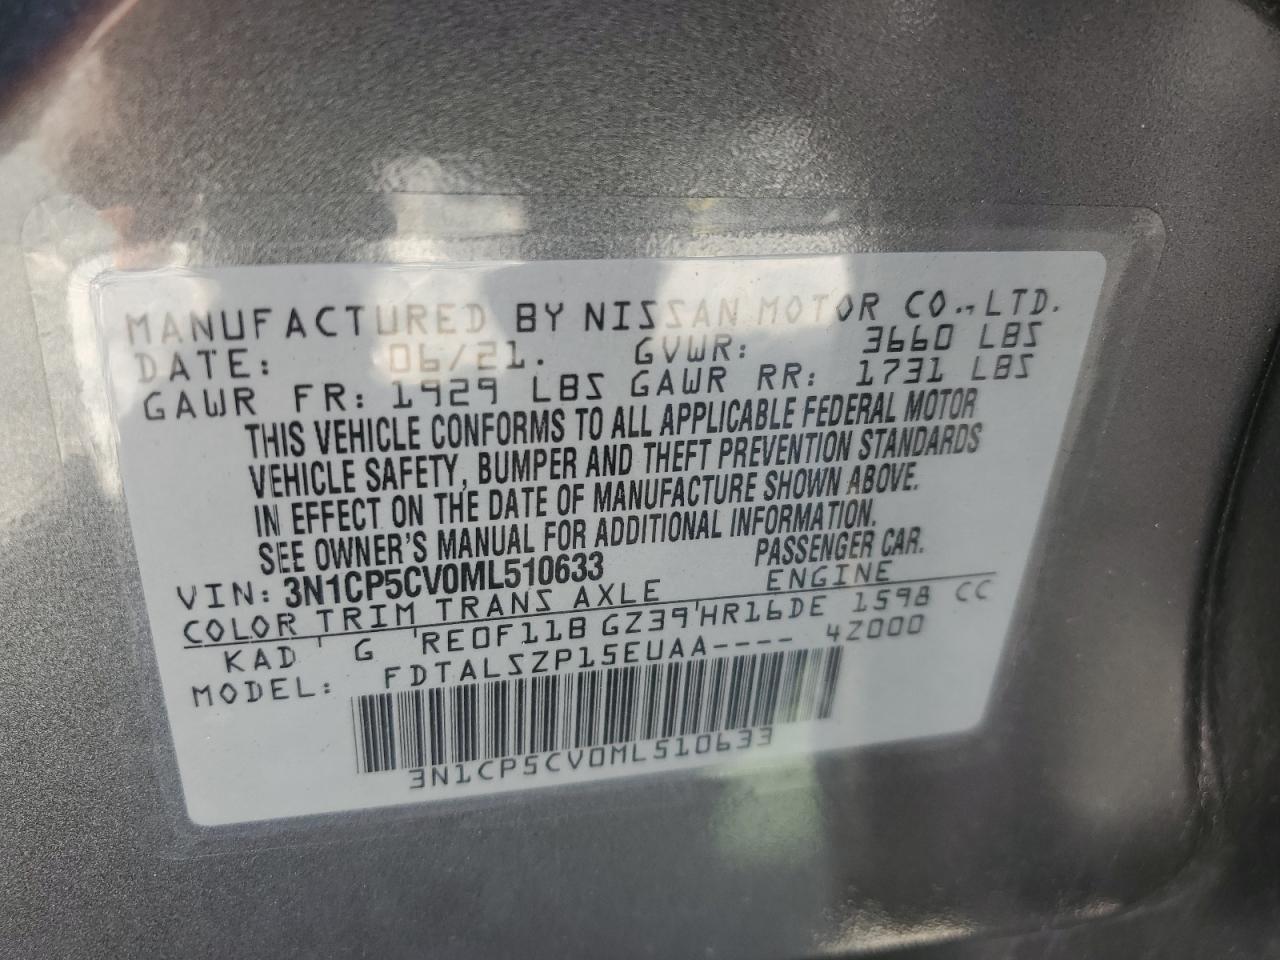 MANUFACTURED BY NISSAN MOTOR CO., LTD.
DATE: 06/21. GVWR: 3660 LBS
GAWR FR: 1929 LBS GAWR RR: 1731 LBS
THIS VEHICLE CONFORMS TO ALL APPLICABLE FEDERAL MOTOR
VEHICLE SAFETY, BUMPER AND THEFT PREVENTION STANDARDS
IN EFFECT ON THE DATE OF MANUFACTURE SHOWN ABOVE.
SEE OWNER'S MANUAL FOR ADDITIONAL INFORMATION.
VIN: 3N1CP5CV0ML510633 PASSENGER CAR.
COLOR TRIM TRANS AXLE ENGINE
KAD G RE0F11B GZ39 HR16DE 1598 CC
MODEL: FDTALSZP15EUAA---- 4Z000
3N1CP5CV0ML510633